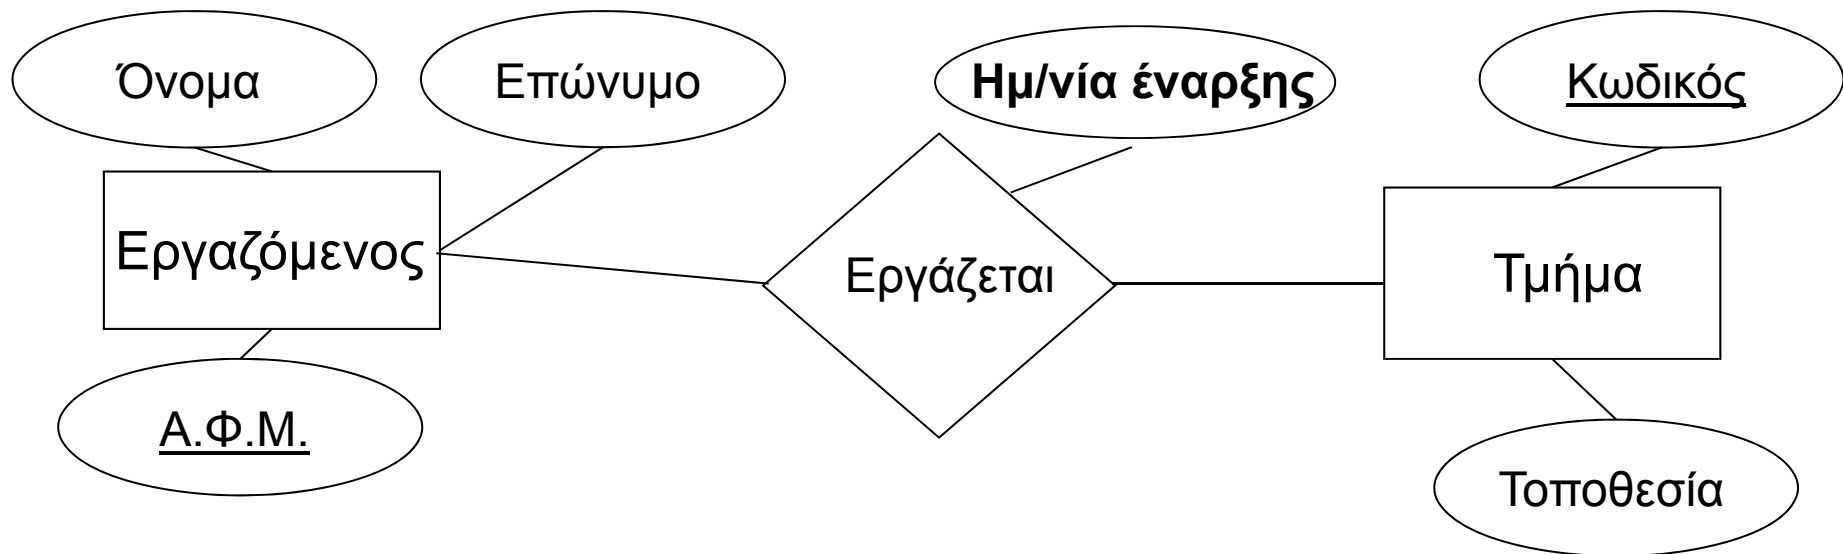 Όνομα
Επώνυμο
Ημ/νία έναρξης
Κωδικός
Εργαζόμενος
Εργάζεται
Τμήμα
Α.Φ.Μ.
Τοποθεσία